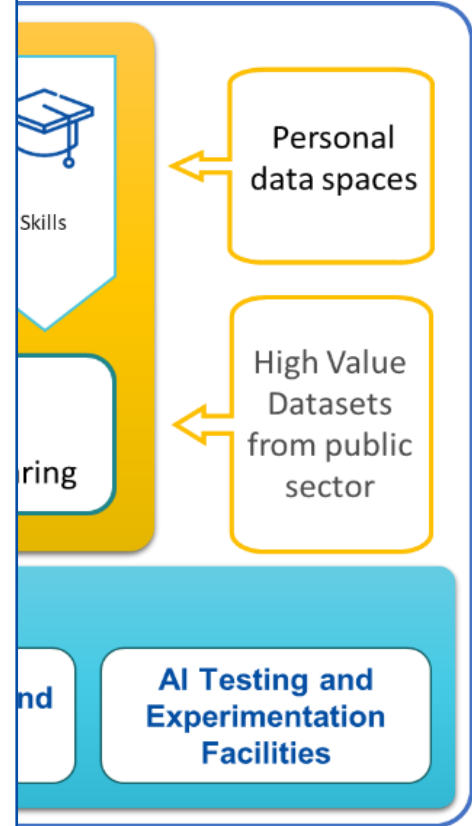 Skills
Personal
data spaces
High Value
Datasets
from public
sector
ring
nd
AI Testing and
Experimentation
Facilities